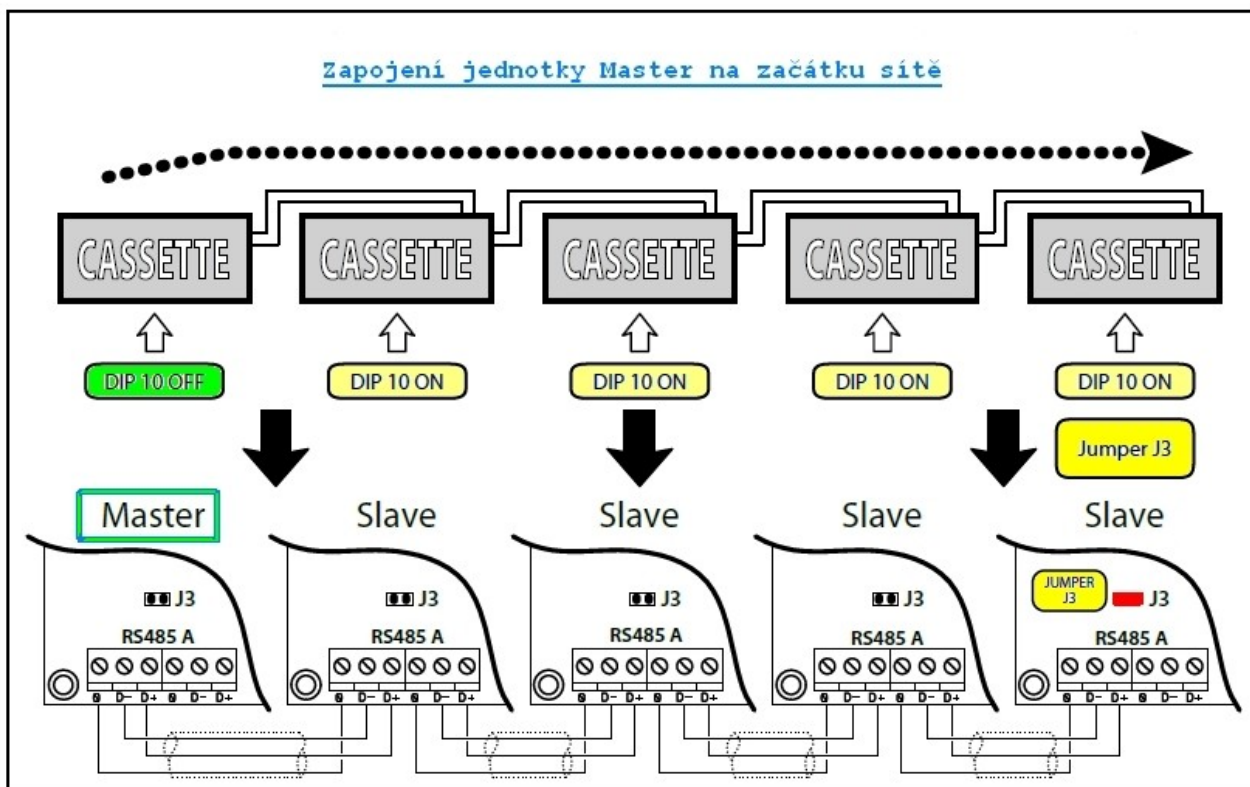 Zapojení jednotky Master na začátku sítě
CASSETTE CASSETTE CASSETTE CASSETTE CASSETTE
DIP 10 OFF DIP 10 ON DIP 10 ON DIP 10 ON DIP 10 ON
Jumper J3
Master Slave Slave Slave Slave
JUMPER
J3
J3 J3 J3 J3 J3
RS485 A RS485 A RS485 A RS485 A RS485 A
D- D+ D- D+ D- D+ D- D+ D- D+ D- D+ D- D+ D- D+ D- D+ D- D+